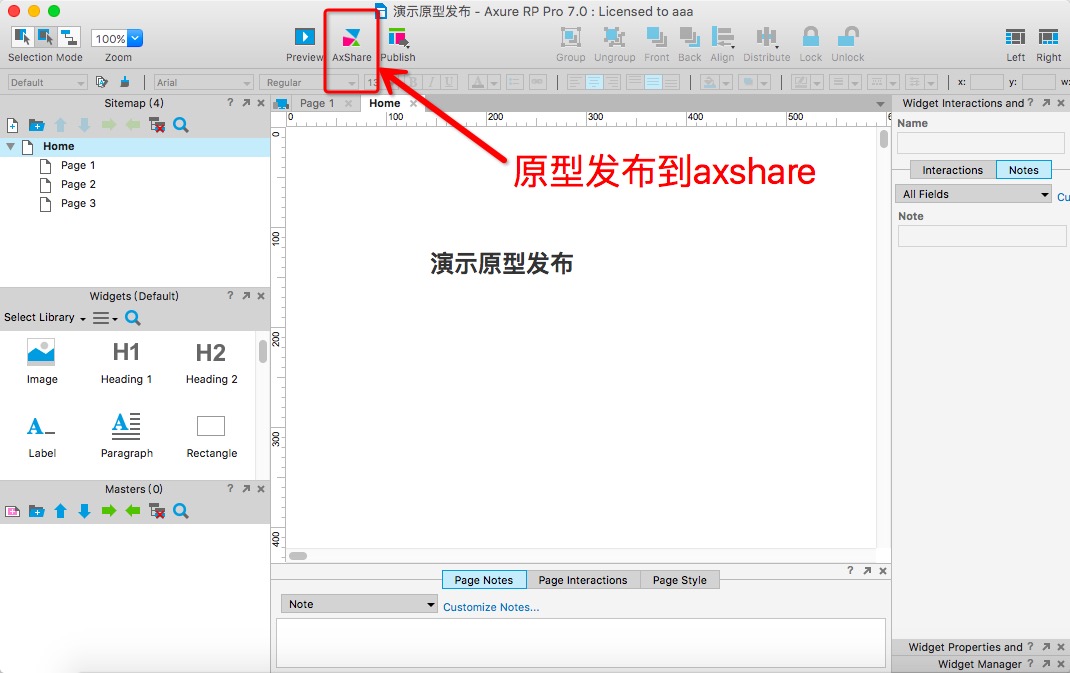 演示原型发布 - Axure RP Pro 7.0 : Licensed to aaa
100%
Selection Mode Zoom Preview AxShare Publish Group Ungroup Front Back Align Distribute Lock Unlock Left Right
Default Arial Regular 13 B I U A x: y: w:
Sitemap (4) ?
Home
Page 1
Page 2
Page 3
Widgets (Default) ?
Select Library
H1 H2
Image Heading 1 Heading 2
A A
Label Paragraph Rectangle
Masters (0) ?
Page 1 Home
0 100 200 300 400 500 6
0
100
200
300
400
原型发布到axshare
演示原型发布
?
Page Notes Page Interactions Page Style
Note Customize Notes...
Widget Interactions and ?
Name
Interactions Notes
All Fields Cu
Note
Widget Properties and ?
Widget Manager ?